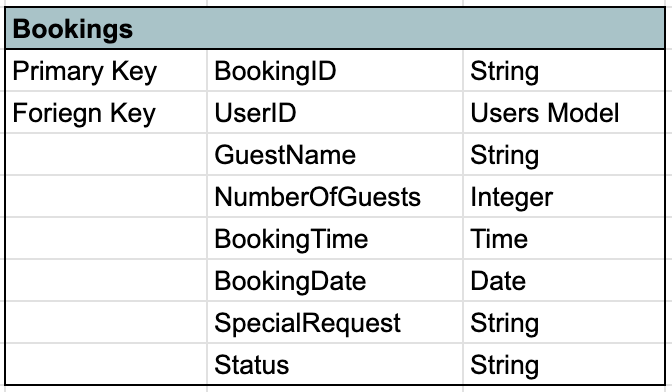 Bookings
Primary Key BookingID String
Foriegn Key UserID Users Model
GuestName String
NumberOfGuests Integer
BookingTime Time
BookingDate Date
SpecialRequest String
Status String